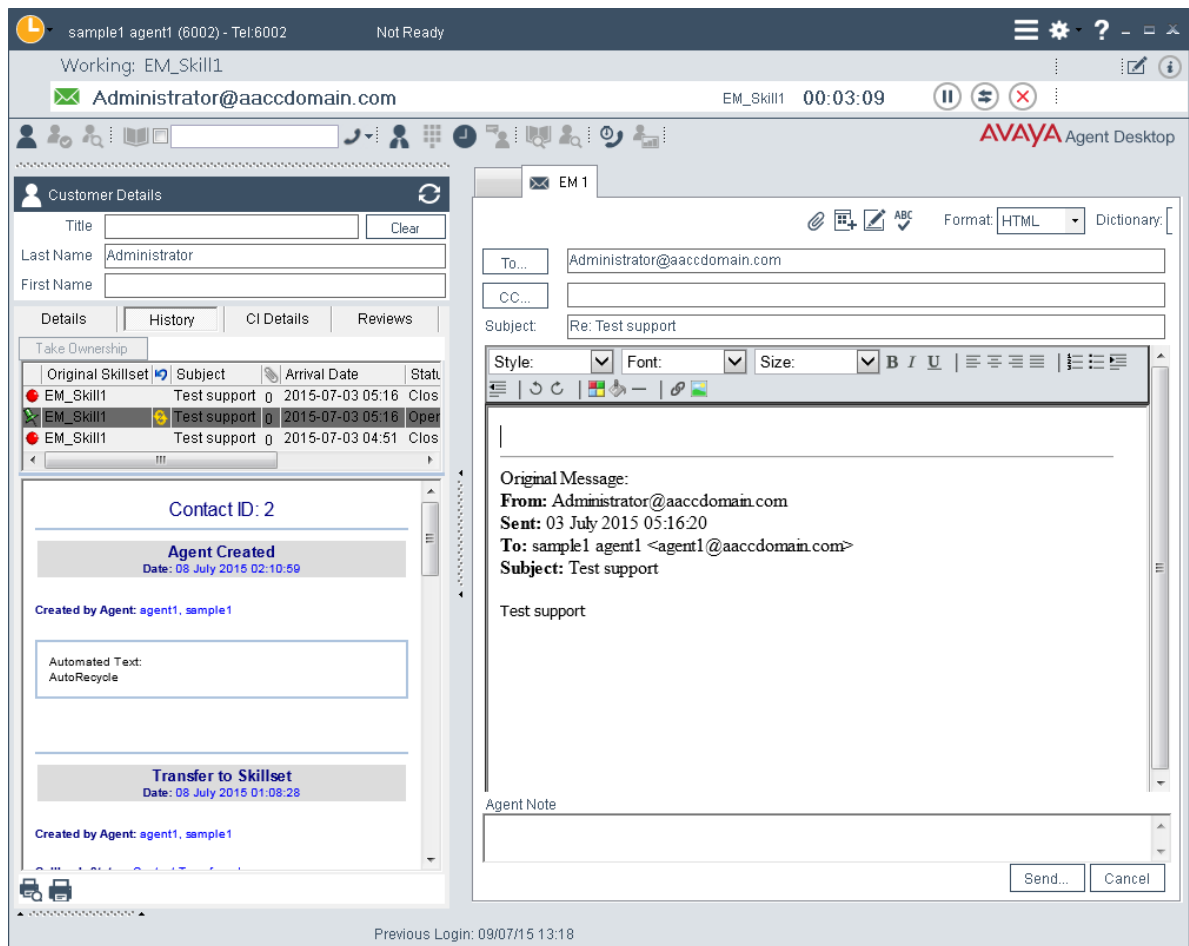 sample1 agent1 (6002) - Tel:6002 Not Ready ?
Working: EM_Skill1
Administrator@aaccdomain.com EM_Skill1 00:03:09
AVAYA Agent Desktop
Customer Details
Title Clear
Last Name Administrator
First Name
Details History CI Details Reviews
Take Ownership
Original Skillset Subject Arrival Date Statu
EM_Skill1 Test support 0 2015-07-03 05:16 Clos
EM_Skill1 Test support 0 2015-07-03 05:16 Oper
EM_Skill1 Test support 0 2015-07-03 04:51 Clos
Contact ID: 2
Agent Created
Date: 08 July 2015 02:10:59
Created by Agent: agent1, sample1
Automated Text:
AutoRecycle
Transfer to Skillset
Date: 08 July 2015 01:08:28
Created by Agent: agent1, sample1
EM 1
ABC Format: HTML Dictionary:
To... Administrator@aaccdomain.com
CC...
Subject: Re: Test support
Style: Font: Size: B I U
Original Message:
From: Administrator@aaccdomain.com
Sent: 03 July 2015 05:16:20
To: sample1 agent1 <agent1@aaccdomain.com>
Subject: Test support
Test support
Agent Note
Send... Cancel
Previous Login: 09/07/15 13:18